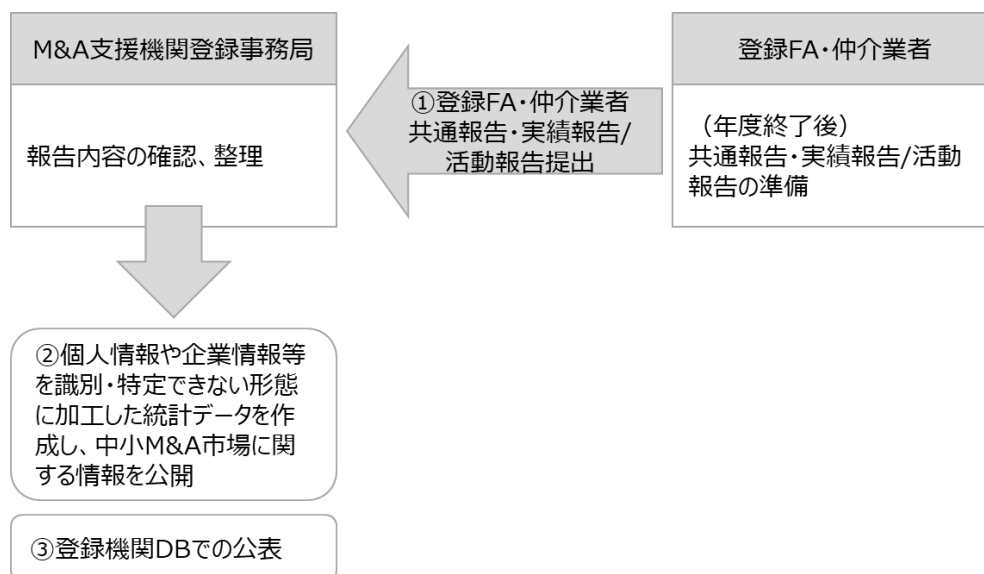 M&A支援機関登録事務局
報告内容の確認、整理
①登録FA・仲介業者
共通報告・実績報告/
活動報告提出
登録FA・仲介業者
（年度終了後）
共通報告・実績報告/活動
報告の準備
②個人情報や企業情報等
を識別・特定できない形態
に加工した統計データを作
成し、中小M&A市場に関
する情報を公開
③登録機関DBでの公表